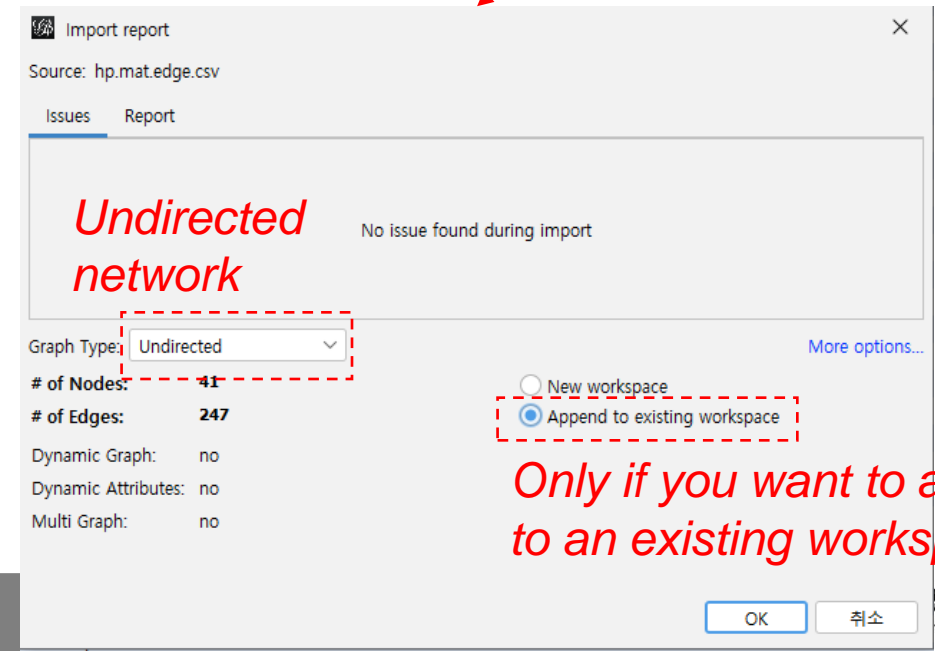 Import report
Source: hp.mat.edge.csv
Issues Report
Undirected
network
No issue found during import
Graph Type: Undirected
More options...
# of Nodes: 41
# of Edges: 247
New workspace
Append to existing workspace
Dynamic Graph: no
Dynamic Attributes: no
Multi Graph: no
Only if you want to
to an existing
OK 취소